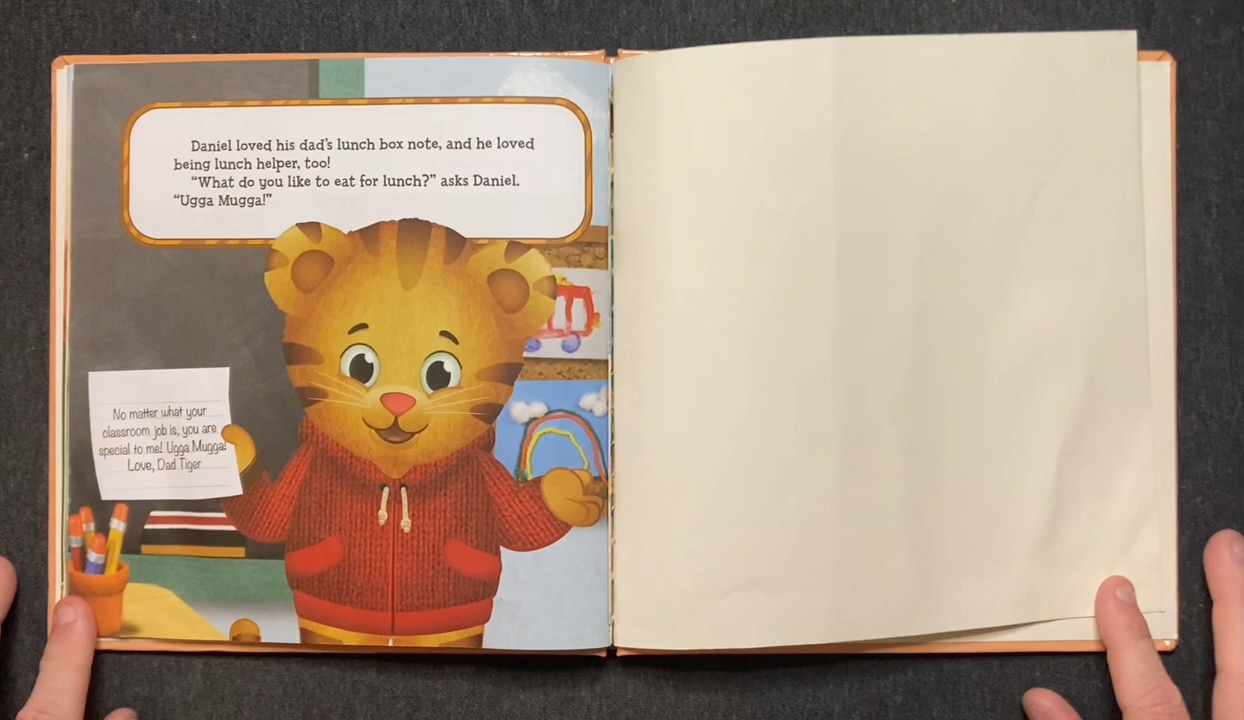 Daniel loved his dad's lunch box note, and he loved
being lunch helper, too!
“What do you like to eat for lunch?” asks Daniel.
“Ugga Mugga!”
No matter what your
classroom job is, you are
special to me! Ugga Mugga!
Love, Dad Tiger